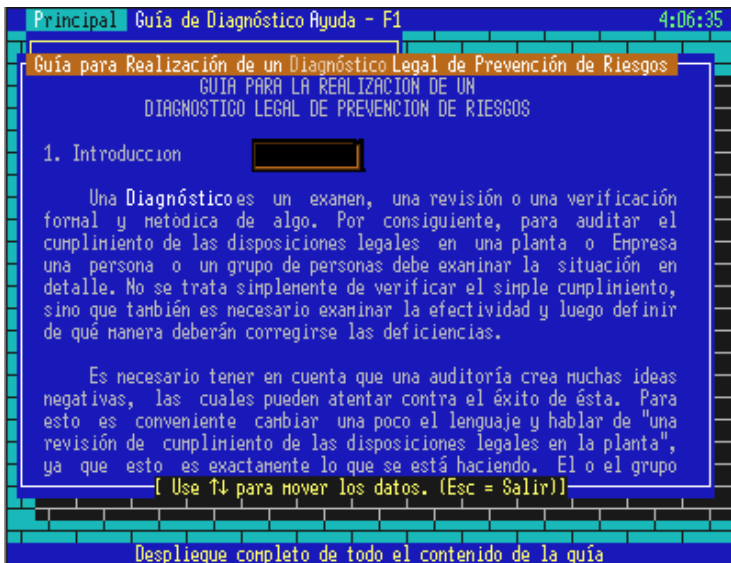 Principal Guía de Diagnóstico Ayuda - F1 4:06:35
Guía para Realización de un Diagnóstico Legal de Prevención de Riesgos
GUIA PARA LA REALIZACION DE UN
DIAGNOSTICO LEGAL DE PREVENCION DE RIESGOS
1. Introduccion
Una Diagnóstico es un examen, una revisión o una verificación
formal y metódica de algo. Por consiguiente, para auditar el
cumplimiento de las disposiciones legales en una planta o Empresa
una persona o un grupo de personas debe examinar la situación en
detalle. No se trata simplemente de verificar el simple cumplimiento,
sino que también es necesario examinar la efectividad y luego definir
de qué manera deberán corregirse las deficiencias.
Es necesario tener en cuenta que una auditoría crea muchas ideas
negativas, las cuales pueden atentar contra el éxito de ésta. Para
esto es conveniente cambiar una poco el lenguaje y hablar de "una
revisión de cumplimiento de las disposiciones legales en la planta",
ya que esto es exactamente lo que se está haciendo. El o el grupo
[ Use ↑↓ para mover los datos. (Esc = Salir)]
Despliegue completo de todo el contenido de la guía